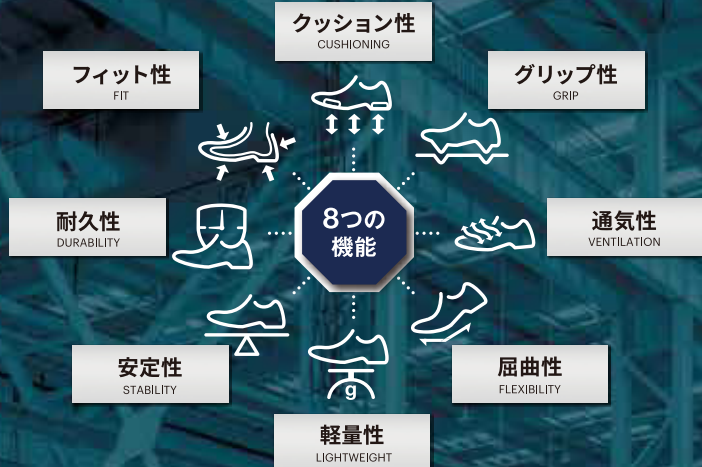 クッション性
CUSHIONING
フィット性
FIT
グリップ性
GRIP
耐久性
DURABILITY
8つの
機能
通気性
VENTILATION
安定性
STABILITY
g
屈曲性
FLEXIBILITY
軽量性
LIGHTWEIGHT